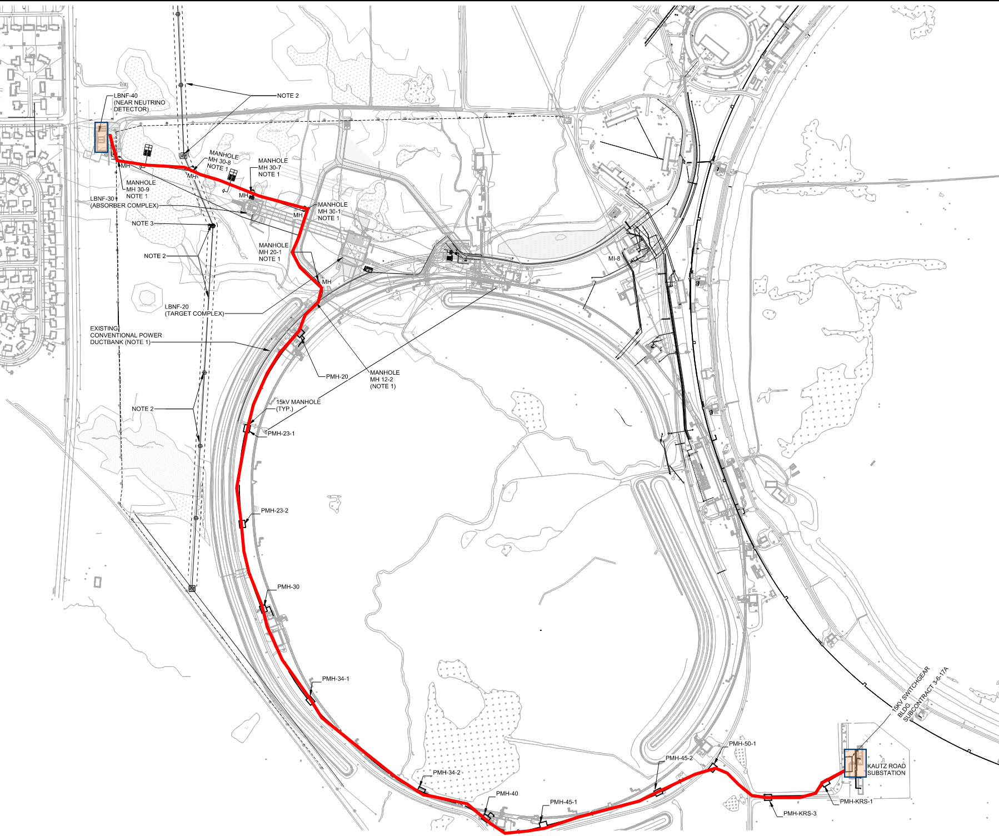 LBNF-40
(NEAR NEUTRINO
DETECTOR)
NOTE 2
MANHOLE
MH 30-8
NOTE 1
MANHOLE
MH 30-7
NOTE 1
MH
MH
MANHOLE
MH 30-9
NOTE 1
MH
LBNF-30
(ABSORBER COMPLEX)
MH
MANHOLE
MH 30-1
NOTE 1
NOTE 3
MANHOLE
MH 20-1
NOTE 1
NOTE 2
MI-8
MH
LBNF-20
(TARGET COMPLEX)
EXISTING
CONVENTIONAL POWER
DUCTBANK (NOTE 1)
PMH-20
MANHOLE
MH 12-2
(NOTE 1)
15kV MANHOLE
(TYP.)
NOTE 2
PMH-23-1
PMH-23-2
PMH-30
PMH-34-1
15KV SWITCHGEAR
BLDG.
SUBCONTRACT 3-6-17A
PMH-50-1
PMH-45-2
KAUTZ ROAD
SUBSTATION
PMH-34-2
PMH-40
PMH-45-1
PMH-KRS-1
PMH-KRS-3